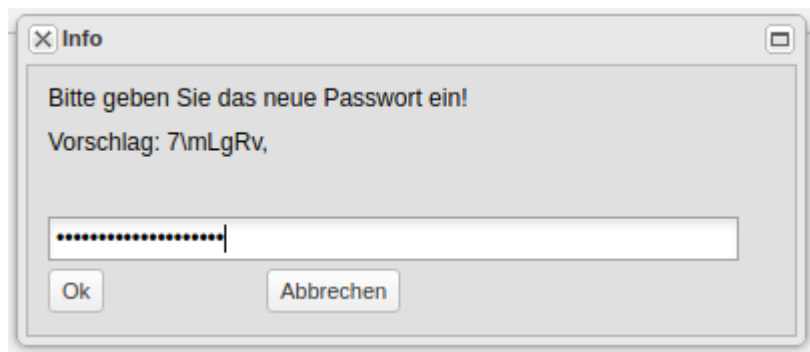 Info
Bitte geben Sie das neue Passwort ein!
Vorschlag: 7\mLgRv,
••••••••••••••••••••
Ok Abbrechen